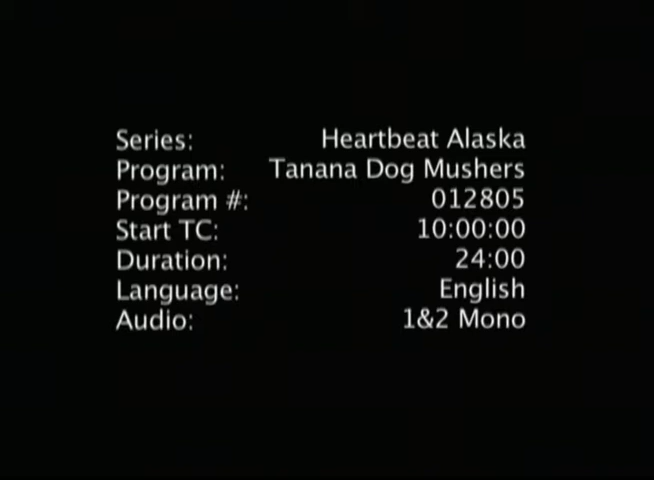 Series: Heartbeat Alaska
Program: Tanana Dog Mushers
Program #: 012805
Start TC: 10:00:00
Duration: 24:00
Language: English
Audio: 1&2 Mono